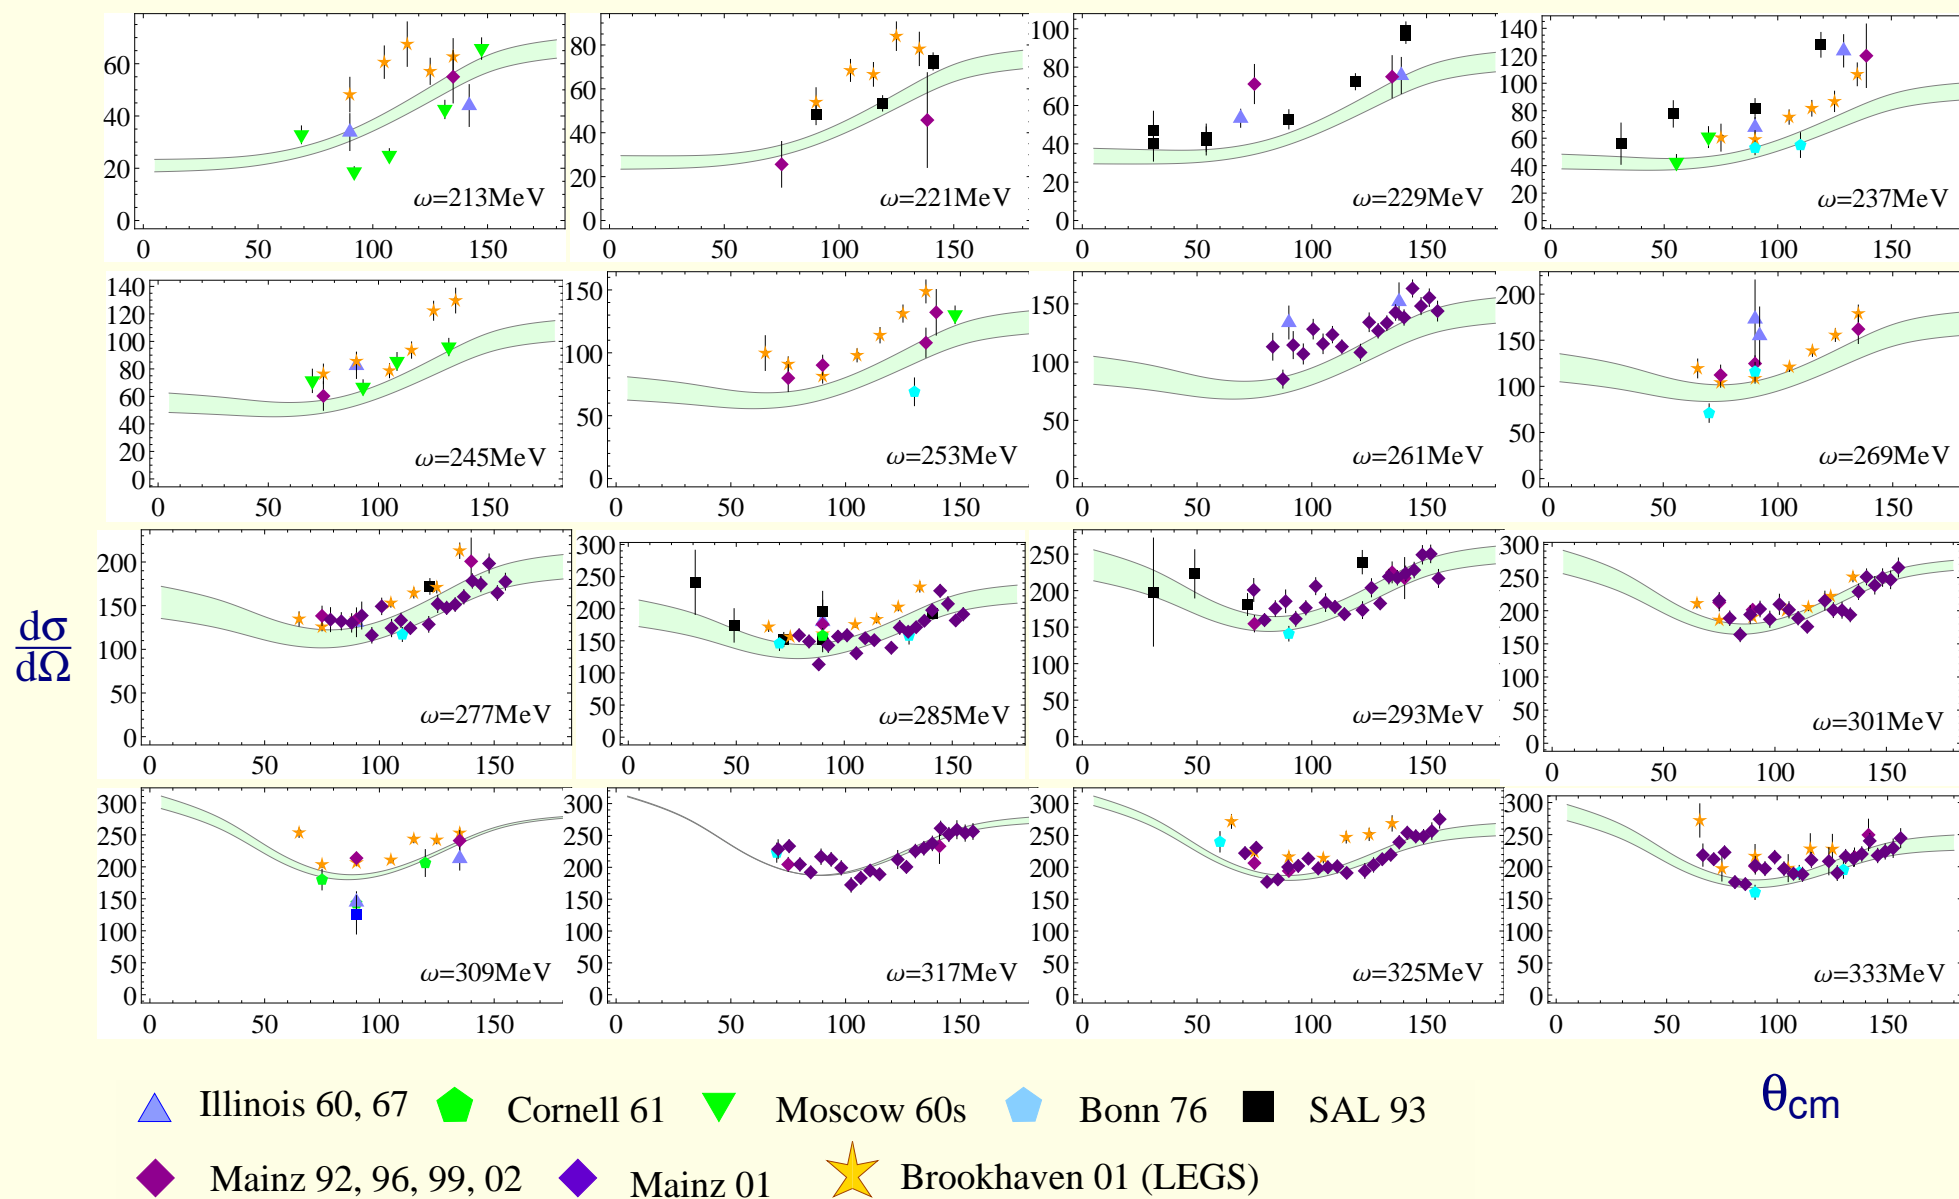 60
40
20
0
0 50 100 150
ω=213MeV
80
60
40
20
0
0 50 100 150
ω=221MeV
100
80
60
40
20
0
0 50 100 150
ω=229MeV
140
120
100
80
60
40
20
0
0 50 100 150
ω=237MeV
140
120
100
80
60
40
20
0
0 50 100 150
ω=245MeV
150
100
50
0
0 50 100 150
ω=253MeV
150
100
50
0
0 50 100 150
ω=261MeV
200
150
100
50
0
0 50 100 150
ω=269MeV
200
150
100
50
0
0 50 100 150
ω=277MeV
300
250
200
150
100
50
0
0 50 100 150
ω=285MeV
250
200
150
100
50
0
0 50 100 150
ω=293MeV
300
250
200
150
100
50
0
0 50 100 150
ω=301MeV
300
250
200
150
100
50
0
0 50 100 150
ω=309MeV
300
250
200
150
100
50
0
0 50 100 150
ω=317MeV
300
250
200
150
100
50
0
0 50 100 150
ω=325MeV
300
250
200
150
100
50
0
0 50 100 150
ω=333MeV
dσ
dΩ
θcm
Illinois 60, 67 Cornell 61 Moscow 60s Bonn 76 SAL 93
Mainz 92, 96, 99, 02 Mainz 01 Brookhaven 01 (LEGS)